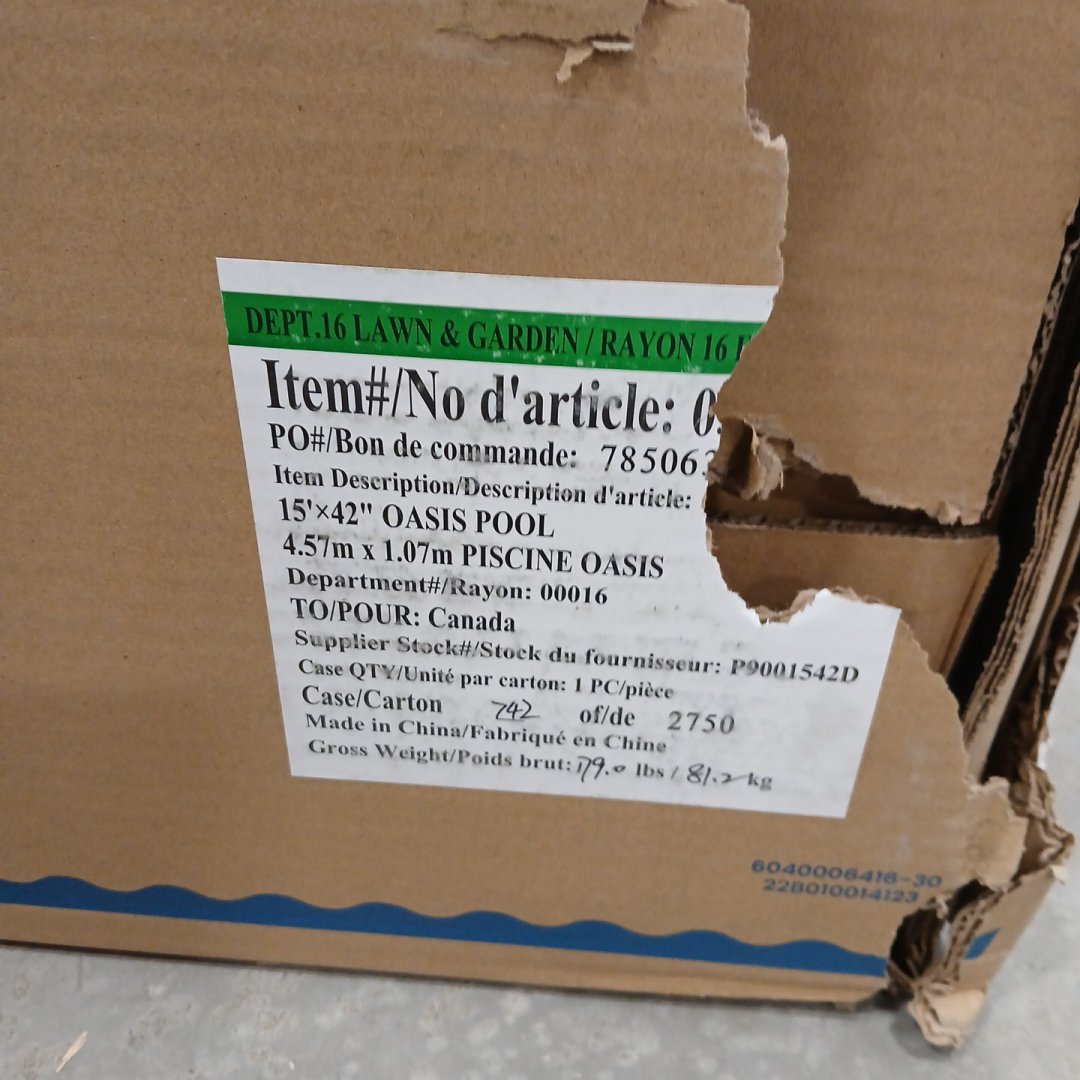 DEPT.16 LAWN & GARDEN / RAYON 16
Item#/No d'article: 0
PO#/Bon de commande: 785063
Item Description/Description d'article:
15'×42" OASIS POOL
4.57m x 1.07m PISCINE OASIS
Department#/Rayon: 00016
TO/POUR: Canada
Supplier Stock#/Stock du fournisseur: P9001542D
Case QTY/Unité par carton: 1 PC/pièce
Case/Carton 742 of/de 2750
Made in China/Fabriqué en Chine
Gross Weight/Poids brut: 179.0 lbs / 81.2 kg
6040006416-30
228010014123